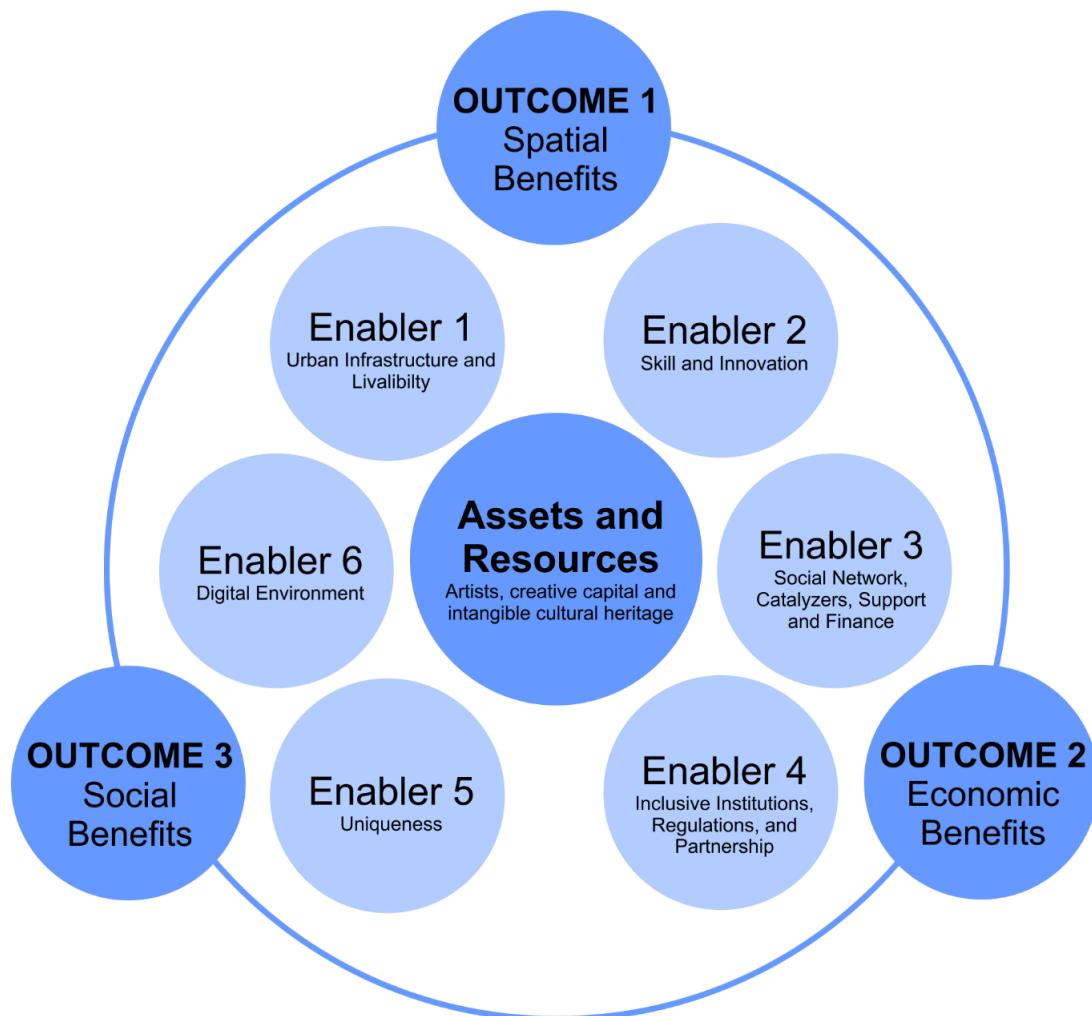 OUTCOME 1
Spatial
Benefits
Enabler 1
Urban Infrastructure and
Livalibilty
Enabler 2
Skill and Innovation
Assets and
Resources
Artists, creative capital and
intangible cultural heritage
Enabler 6
Digital Environment
Enabler 3
Social Network,
Catalyzers, Support
and Finance
OUTCOME 3
Social
Benefits
Enabler 5
Uniqueness
Enabler 4
Inclusive Institutions,
Regulations, and
Partnership
OUTCOME 2
Economic
Benefits